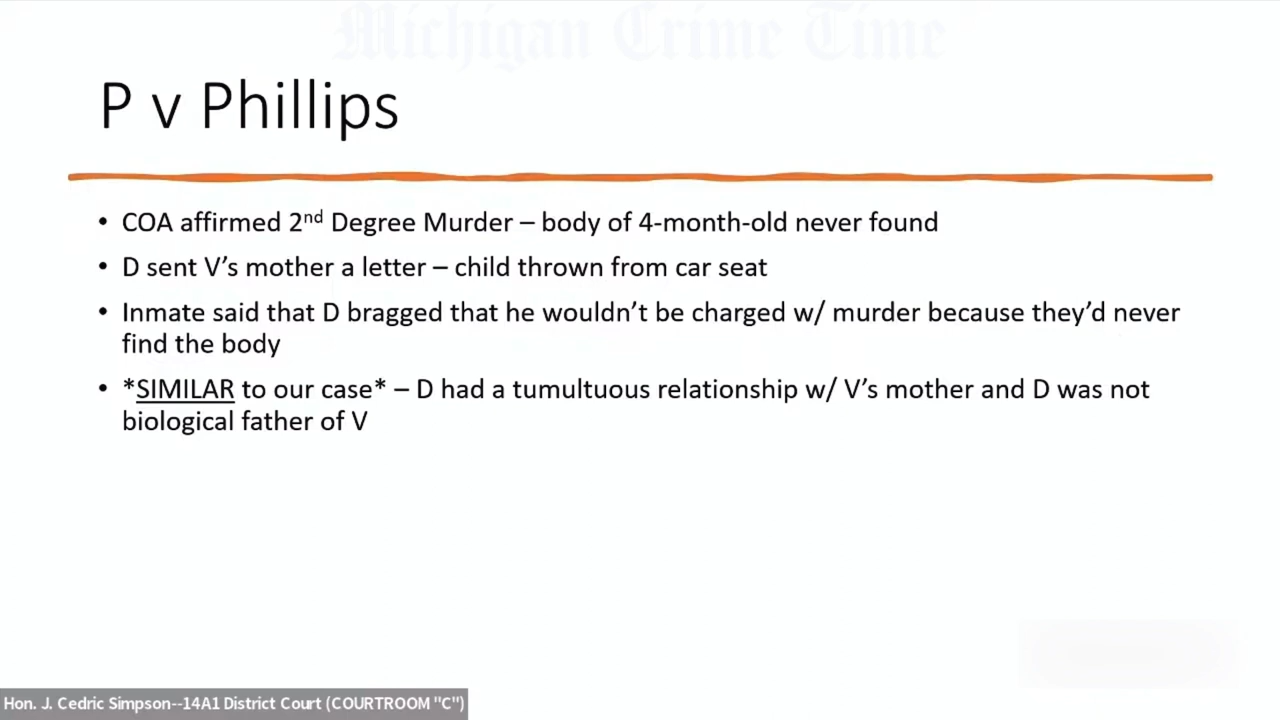 Michigan Crime Time
P v Phillips
• COA affirmed 2nd Degree Murder – body of 4-month-old never found
• D sent V’s mother a letter – child thrown from car seat
• Inmate said that D bragged that he wouldn’t be charged w/ murder because they’d never
find the body
• *SIMILAR to our case* – D had a tumultuous relationship w/ V’s mother and D was not
biological father of V
Hon. J. Cedric Simpson--14A1 District Court (COURTROOM "C")